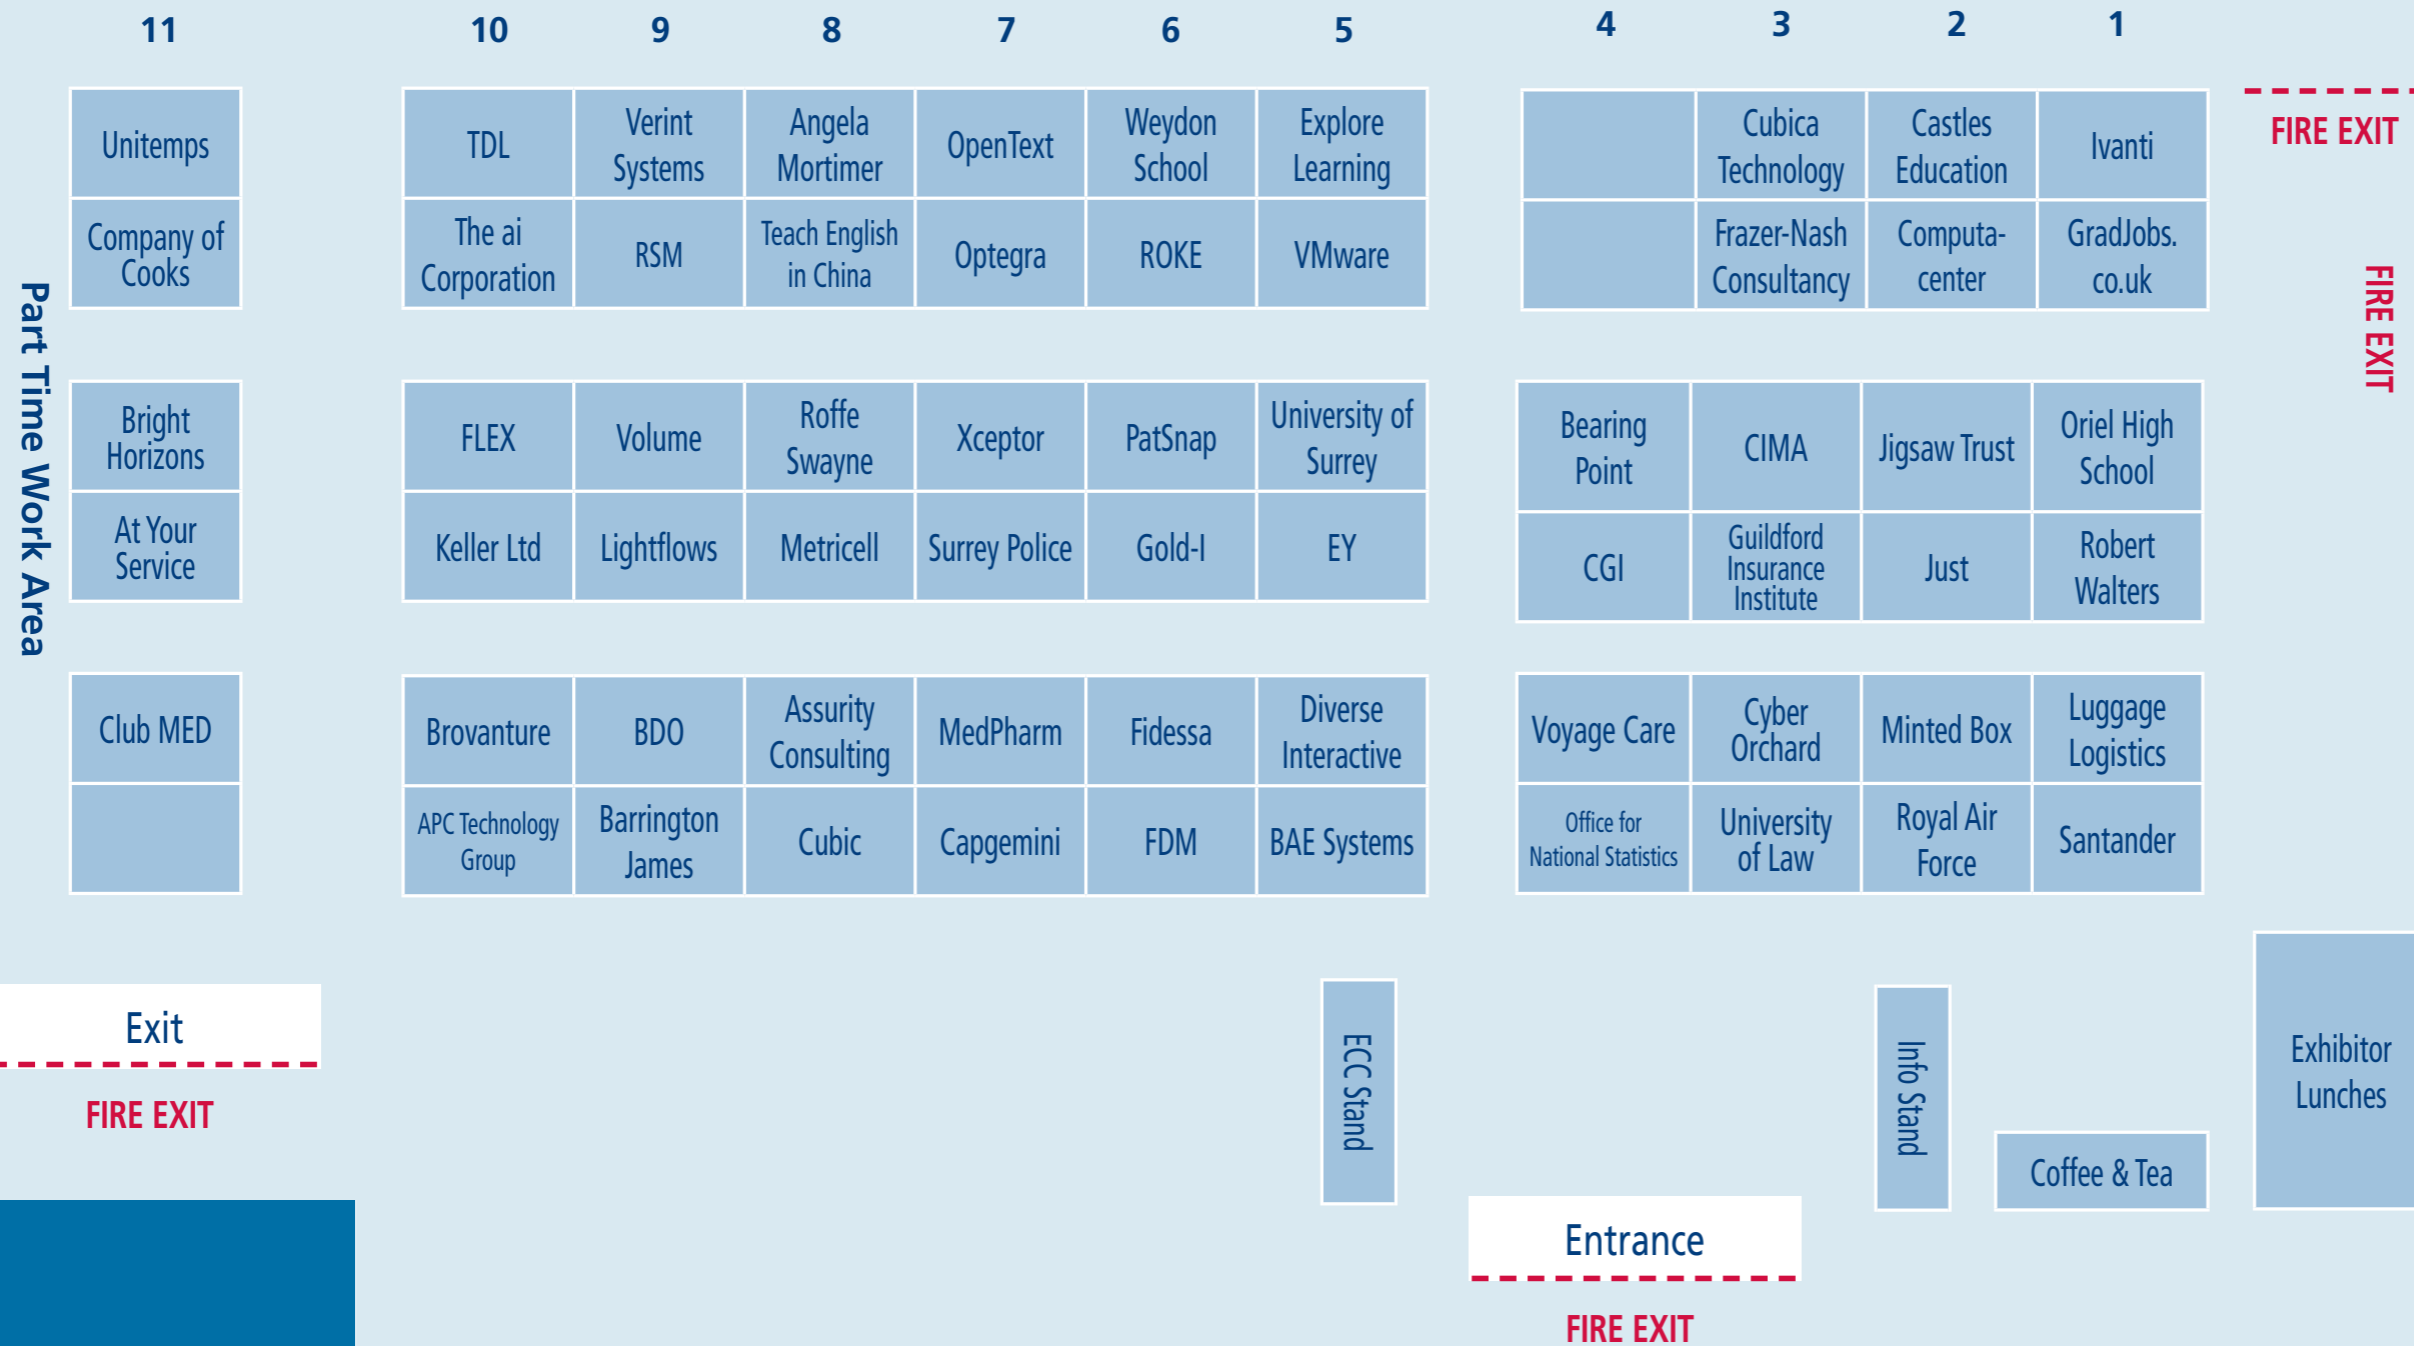 11 10 9 8 7 6 5 4 3 2 1
Unitemps
TDL
Verint
Systems
Angela
Mortimer
OpenText
Weydon
School
Explore
Learning
Cubica
Technology
Castles
Education
Ivanti
FIRE EXIT
Company of
Cooks
The ai
Corporation
RSM
Teach English
in China
Optegra
ROKE
VMware
Frazer-Nash
Consultancy
Computa-
center
GradJobs.
co.uk
FIRE EXIT
Part Time Work Area
Bright
Horizons
FLEX
Volume
Roffe
Swayne
Xceptor
PatSnap
University of
Surrey
Bearing
Point
CIMA
Jigsaw Trust
Oriel High
School
At Your
Service
Keller Ltd
Lightflows
Metricell
Surrey Police
Gold-I
EY
CGI
Guildford
Insurance
Institute
Just
Robert
Walters
Club MED
Brovanture
BDO
Assurity
Consulting
MedPharm
Fidessa
Diverse
Interactive
Voyage Care
Cyber
Orchard
Minted Box
Luggage
Logistics
APC Technology
Group
Barrington
James
Cubic
Capgemini
FDM
BAE Systems
Office for
National Statistics
University
of Law
Royal Air
Force
Santander
Exit
FIRE EXIT
ECC Stand
Info Stand
Coffee & Tea
Exhibitor
Lunches
Entrance
FIRE EXIT